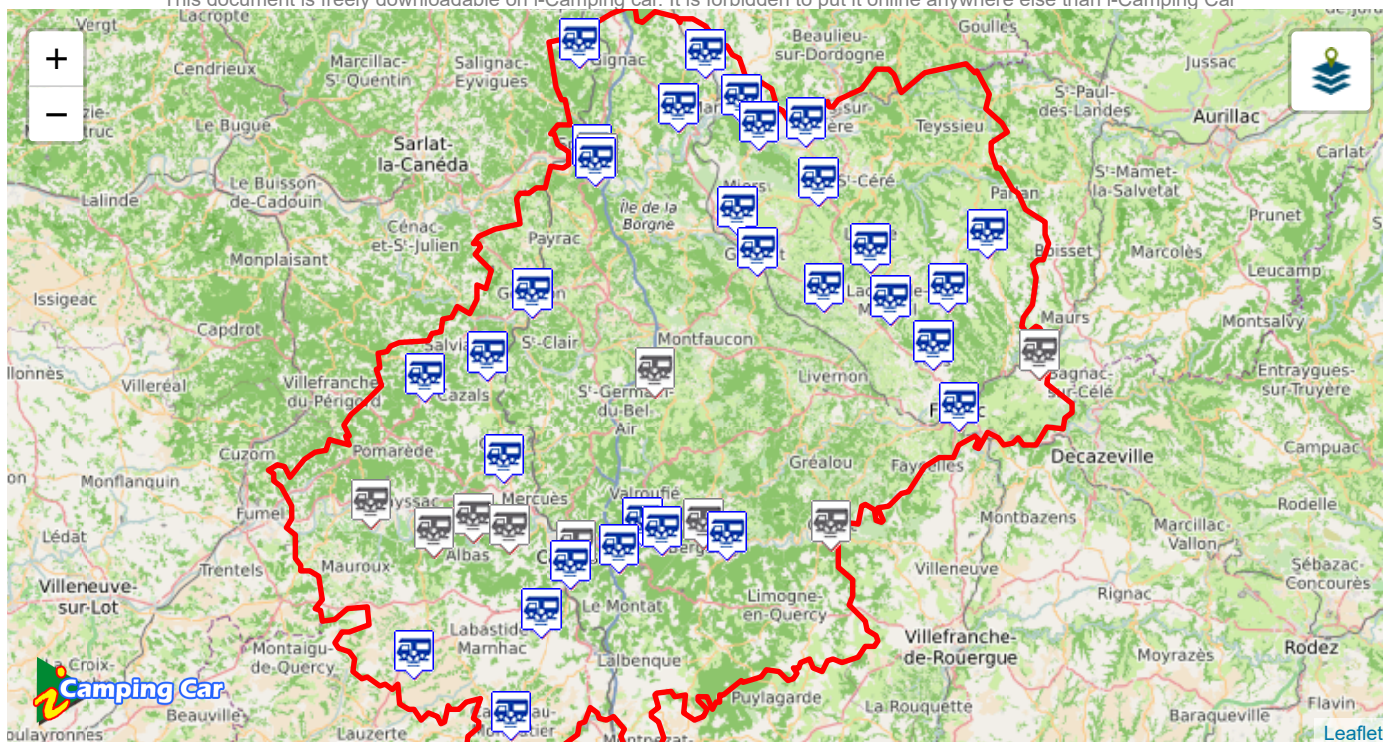 This document is freely downloadable on i-Camping car. It is forbidden to put it online anywhere else than i-Camping Car
+
−
Vergt
Lacropte
Cendrieux
Marcillac-
St-Quentin
Salignac-
Eyvigues
Beaulieu-
sur-Dordogne
Goulles
Jussac
Le Bugue
Sarlat-
la-Canéda
Teyssieu
St-Paul-
des-Landes
Aurillac
Carlat
Le Buisson-
de-Cadouin
Lalinde
St-Céré
St-Mamet-
la-Salvetat
Prunet
Île de la
Borgne
Cénac-
et-St-Julien
Payrac
Monplaisant
Marcolès
Leucamp
Issigeac
Capdrot
St-Clair
Montfaucon
Maurs
Montsalvy
Villeréal
Villefranche-
du-Périgord
St-Germain-
du-Bel-
Air
Livernon
Bagnac-
sur-Célé
Entraygues-
sur-Truyère
Cuzorn
Pomarède
Gréalou
Faycelles
Decazeville
Campuac
Monflanquin
Fumel
Mercuès
Valroufié
Montbazens
Rodelle
Lédat
Albas
Marcillac-
Vallon
Trentels
Mauroux
Villeneuve
Sébazac-
Concourès
Villeneuve-
sur-Lot
Le Montat
Limogne-
en-Quercy
Rignac
Montaigu-
de-Quercy
Lalbenque
Villefranche-
de-Rouergue
Moyrazès
Rodez
i Camping Car
Puylagarde
La Rouquette
Flavin
Beauville
Lauzerte
Baraqueville
Leaflet